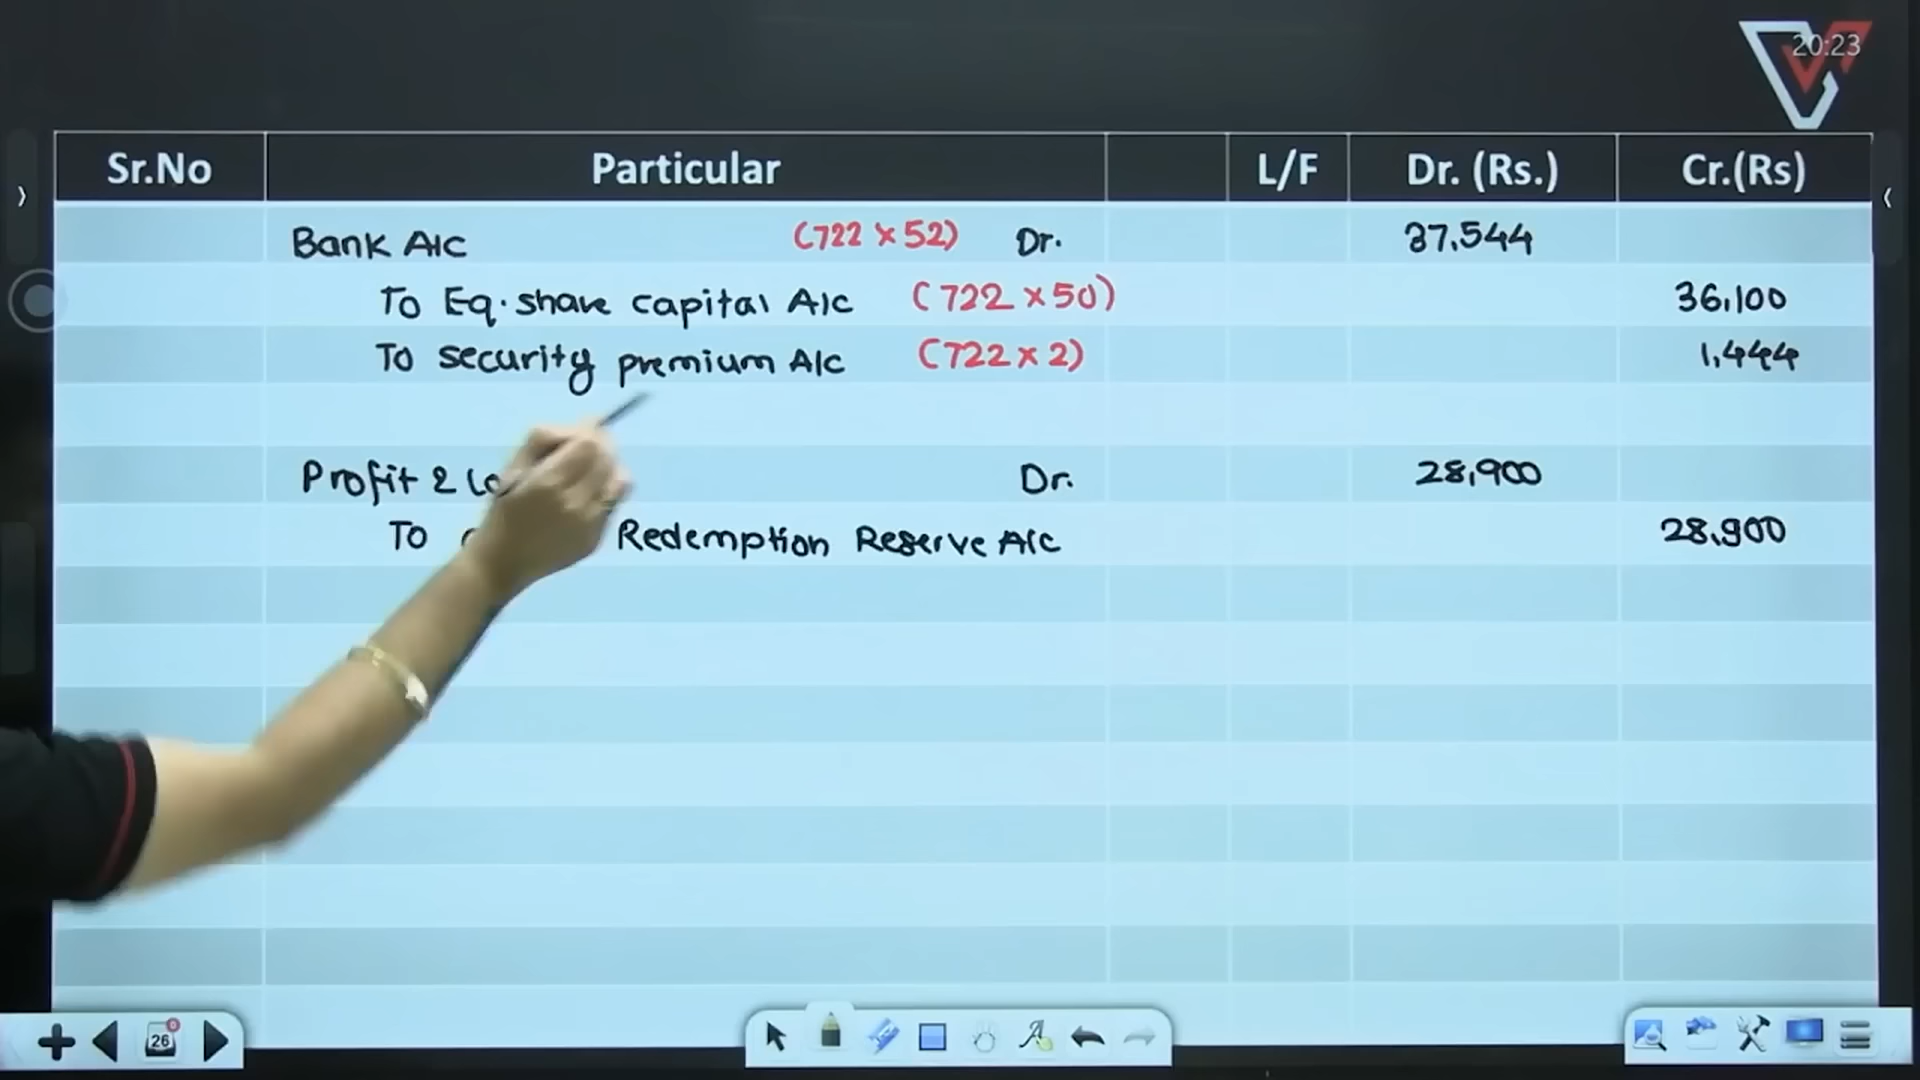 20:23
Sr.No Particular L/F Dr. (Rs.) Cr.(Rs)
Bank A/c (722 × 52) Dr. 37,544
To Eq. share capital A/c (722 × 50) 36,100
To security premium A/c (722 × 2) 1,444
Profit & Dr. 28,900
To Redemption Reserve A/c 28,900
26